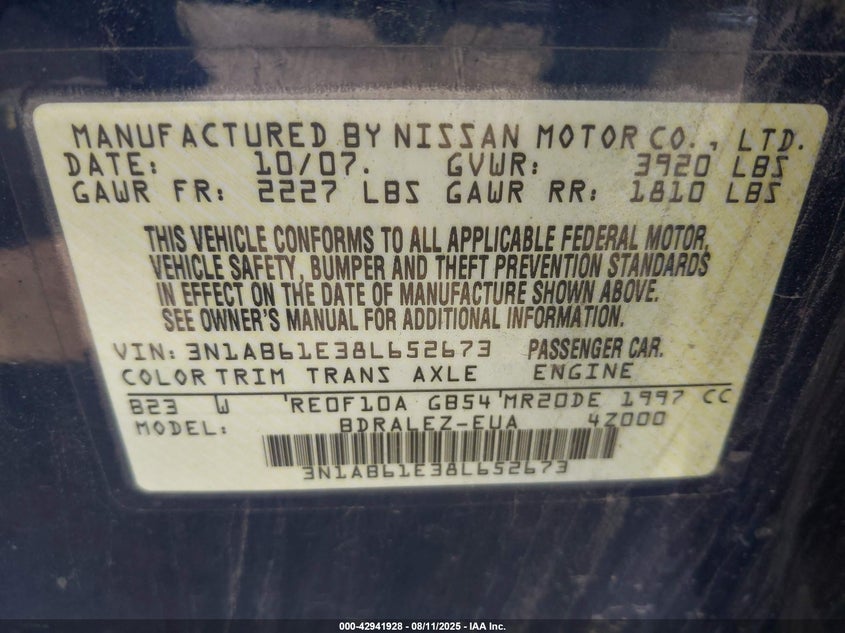 MANUFACTURED BY NISSAN MOTOR CO., LTD.
DATE: 10/07. GVWR: 3920 LBS
GAWR FR: 2227 LBS GAWR RR: 1810 LBS
THIS VEHICLE CONFORMS TO ALL APPLICABLE FEDERAL MOTOR
VEHICLE SAFETY, BUMPER AND THEFT PREVENTION STANDARDS
IN EFFECT ON THE DATE OF MANUFACTURE SHOWN ABOVE.
SEE OWNER'S MANUAL FOR ADDITIONAL INFORMATION.
VIN: 3N1AB61E38L652673 PASSENGER CAR.
COLOR TRIM TRANS AXLE ENGINE
B23 W RE0F10A GB54 MR20DE 1997 CC
MODEL: BDRALEZ-EUA 4Z000
3N1AB61E38L652673
000-42941928 - 08/11/2025 - IAA Inc.